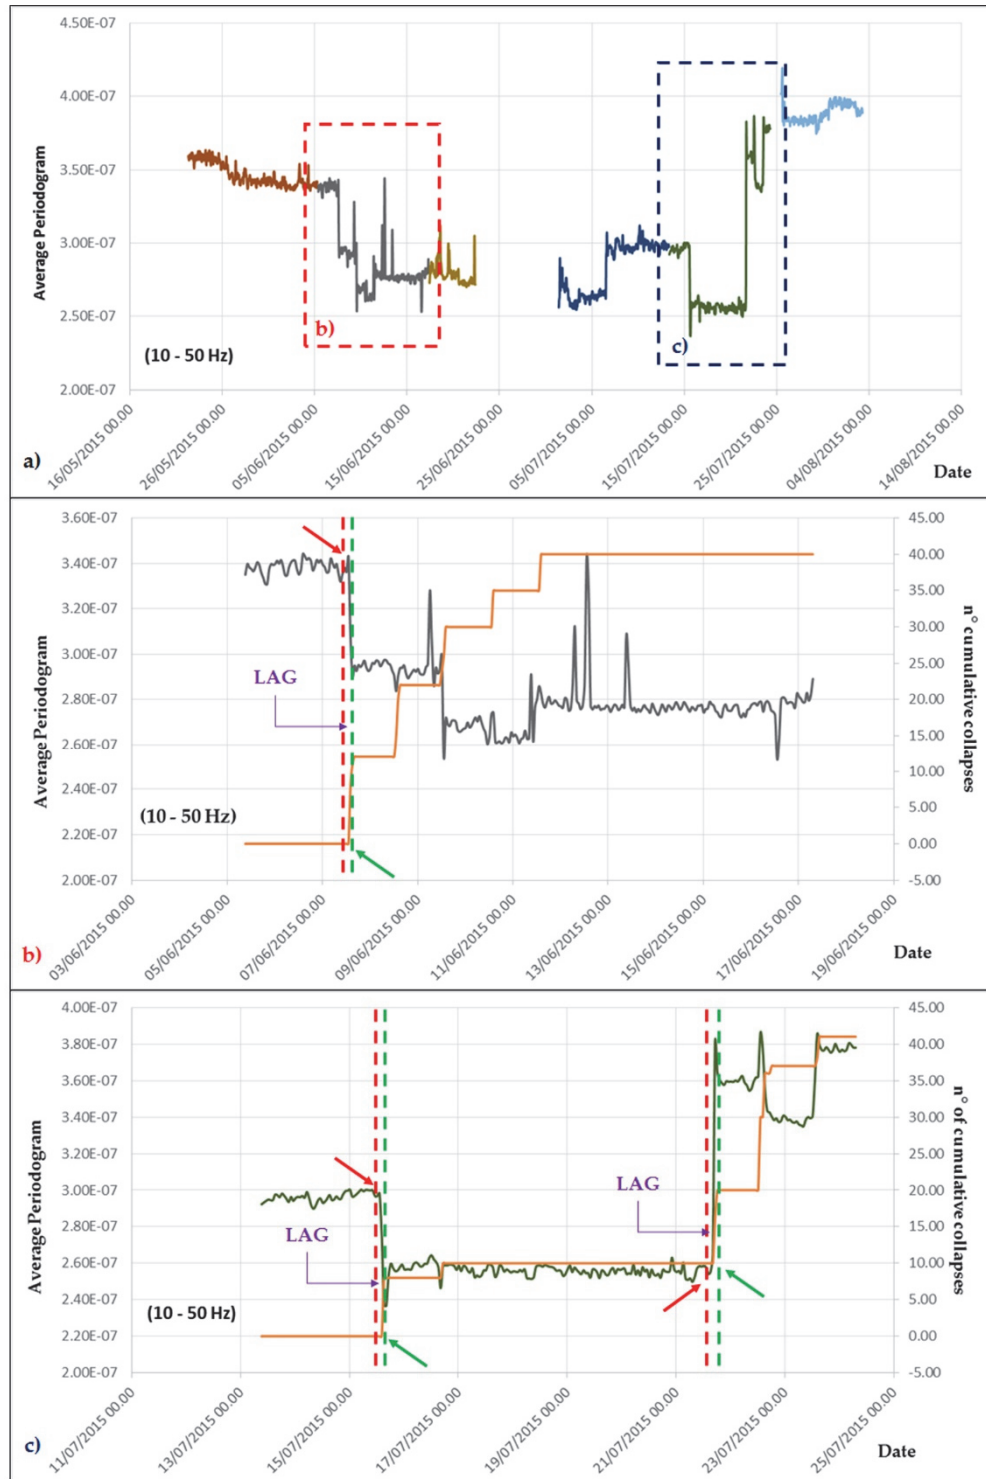 4.50E-07
4.00E-07
3.50E-07
3.00E-07
2.50E-07
2.00E-07
Average Periodogram
b)
c)
(10 - 50 Hz)
16/05/2015 00.00
26/05/2015 00.00
05/06/2015 00.00
15/06/2015 00.00
25/06/2015 00.00
05/07/2015 00.00
15/07/2015 00.00
25/07/2015 00.00
04/08/2015 00.00
14/08/2015 00.00
Date
a)
3.60E-07
3.40E-07
3.20E-07
3.00E-07
2.80E-07
2.60E-07
2.40E-07
2.20E-07
2.00E-07
Average Periodogram
LAG
(10 - 50 Hz)
45.00
40.00
35.00
30.00
25.00
20.00
15.00
10.00
5.00
0.00
-5.00
n° cumulative collapses
03/06/2015 00.00
05/06/2015 00.00
07/06/2015 00.00
09/06/2015 00.00
11/06/2015 00.00
13/06/2015 00.00
15/06/2015 00.00
17/06/2015 00.00
19/06/2015 00.00
Date
b)
4.00E-07
3.80E-07
3.60E-07
3.40E-07
3.20E-07
3.00E-07
2.80E-07
2.60E-07
2.40E-07
2.20E-07
2.00E-07
Average Periodogram
LAG
LAG
(10 - 50 Hz)
45.00
40.00
35.00
30.00
25.00
20.00
15.00
10.00
5.00
0.00
-5.00
n° of cumulative collapses
11/07/2015 00.00
13/07/2015 00.00
15/07/2015 00.00
17/07/2015 00.00
19/07/2015 00.00
21/07/2015 00.00
23/07/2015 00.00
25/07/2015 00.00
Date
c)